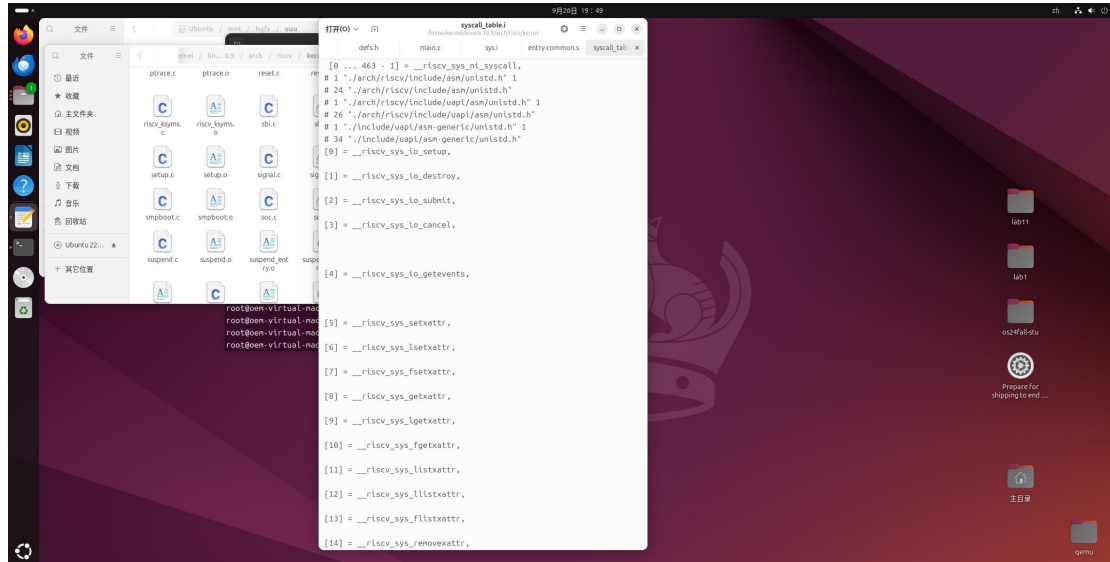 9月26日 19：49
zh
文件
Ubuntu / mnt / hgfs / uuu
文件
rnel / lin... 0.9 / arch / riscv / kern
最近
收藏
主文件夹
视频
图片
文档
下载
音乐
回收站
Ubuntu 22...
其它位置
ptrace.c
ptrace.o
reset.c
riscv_ksyms.
c
riscv_ksyms.
o
sbi.c
setup.c
setup.o
signal.c
smpboot.c
smpboot.o
soc.c
suspend.c
suspend.o
suspend_ent
ry.o
root@oem-virtual-mac
root@oem-virtual-mac
root@oem-virtual-mac
root@oem-virtual-mac
打开(O)
syscall_table.i
/home/kernel/linux-6.10.9/arch/riscv/kernel
defs.h
main.c
sys.i
entry-common.s
syscall_tabl
[0 ... 463 - 1] = __riscv_sys_ni_syscall,
# 1 "./arch/riscv/include/asm/unistd.h" 1
# 24 "./arch/riscv/include/asm/unistd.h"
# 1 "./arch/riscv/include/uapi/asm/unistd.h" 1
# 26 "./arch/riscv/include/uapi/asm/unistd.h"
# 1 "./include/uapi/asm-generic/unistd.h" 1
# 34 "./include/uapi/asm-generic/unistd.h"
[0] = __riscv_sys_io_setup,
[1] = __riscv_sys_io_destroy,
[2] = __riscv_sys_io_submit,
[3] = __riscv_sys_io_cancel,
[4] = __riscv_sys_io_getevents,
[5] = __riscv_sys_setxattr,
[6] = __riscv_sys_lsetxattr,
[7] = __riscv_sys_fsetxattr,
[8] = __riscv_sys_getxattr,
[9] = __riscv_sys_lgetxattr,
[10] = __riscv_sys_fgetxattr,
[11] = __riscv_sys_listxattr,
[12] = __riscv_sys_llistxattr,
[13] = __riscv_sys_flistxattr,
[14] = __riscv_sys_removexattr,
lab11
lab1
os24fall-stu
Prepare for
shipping to end ...
主目录
qemu